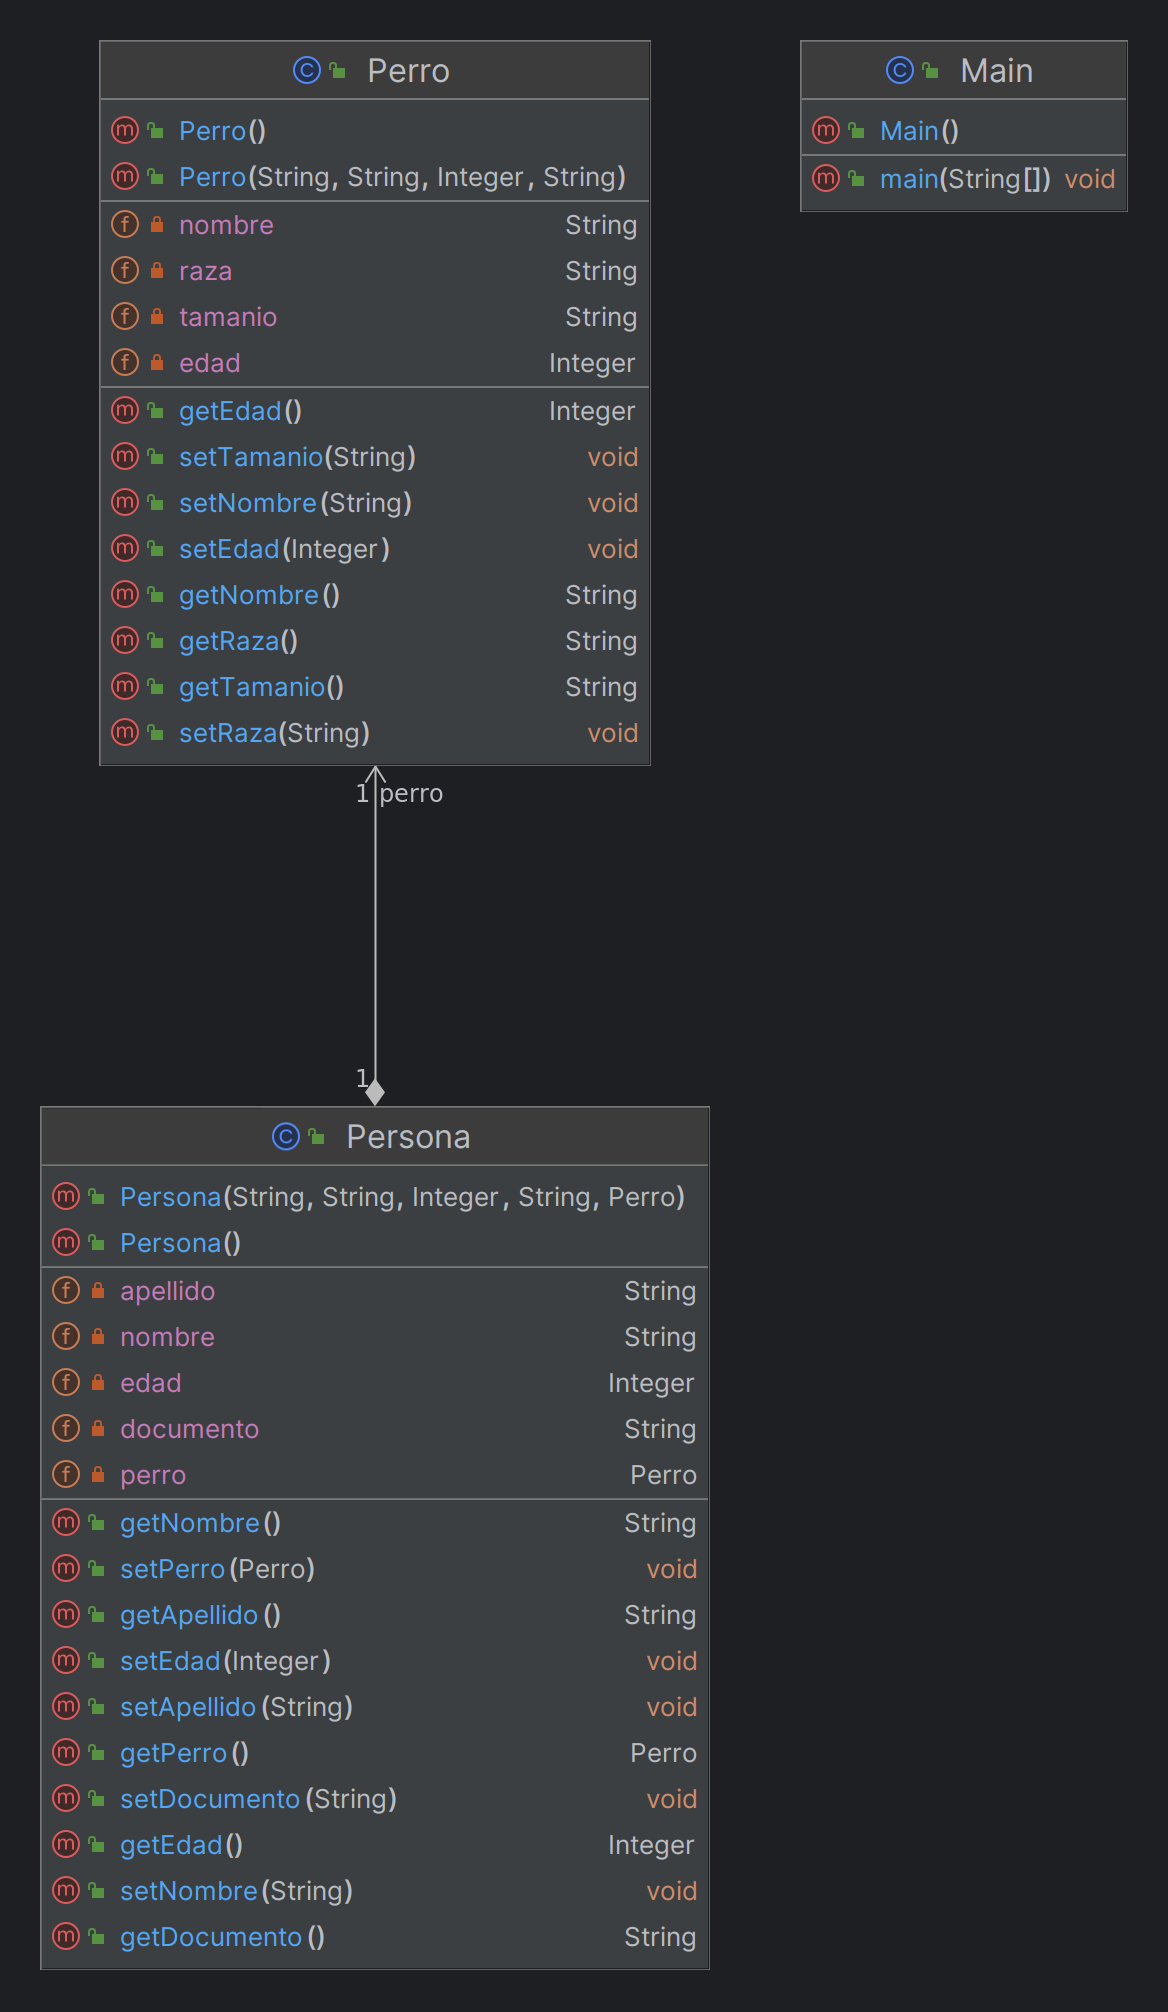 Perro
Perro()
Perro(String, String, Integer, String)
nombre String
raza String
tamanio String
edad Integer
getEdad() Integer
setTamanio(String) void
setNombre(String) void
setEdad(Integer) void
getNombre() String
getRaza() String
getTamanio() String
setRaza(String) void
Main
Main()
main(String[]) void
1 perro
1
Persona
Persona(String, String, Integer, String, Perro)
Persona()
apellido String
nombre String
edad Integer
documento String
perro Perro
getNombre() String
setPerro(Perro) void
getApellido() String
setEdad(Integer) void
setApellido(String) void
getPerro() Perro
setDocumento(String) void
getEdad() Integer
setNombre(String) void
getDocumento() String